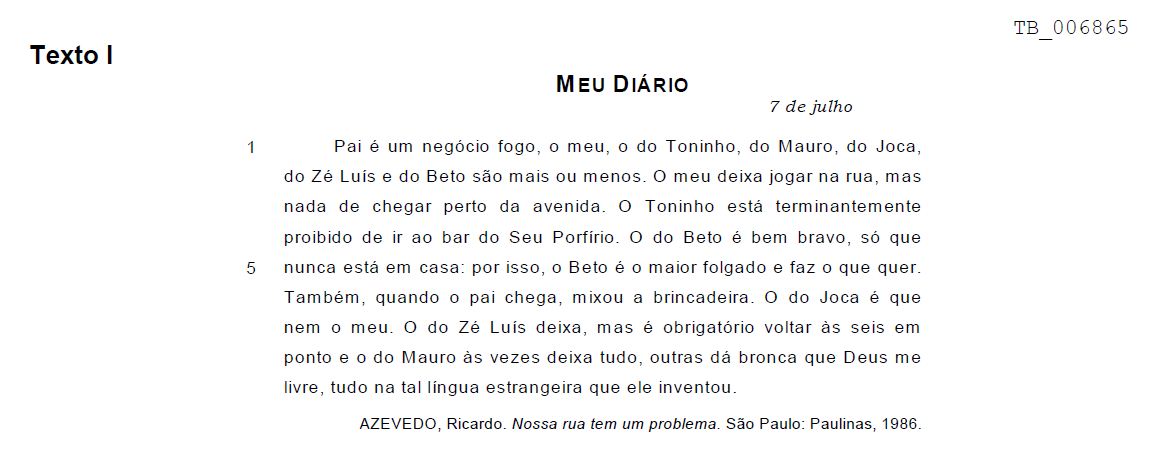 TB_006865
Texto I
MEU DIÁRIO
7 de julho
1 Pai é um negócio fogo, o meu, o do Toninho, do Mauro, do Joca,
do Zé Luís e do Beto são mais ou menos. O meu deixa jogar na rua, mas
nada de chegar perto da avenida. O Toninho está terminantemente
proibido de ir ao bar do Seu Porfírio. O do Beto é bem bravo, só que
5 nunca está em casa: por isso, o Beto é o maior folgado e faz o que quer.
Também, quando o pai chega, mixou a brincadeira. O do Joca é que
nem o meu. O do Zé Luís deixa, mas é obrigatório voltar às seis em
ponto e o do Mauro às vezes deixa tudo, outras dá bronca que Deus me
livre, tudo na tal língua estrangeira que ele inventou.
AZEVEDO, Ricardo. Nossa rua tem um problema. São Paulo: Paulinas, 1986.